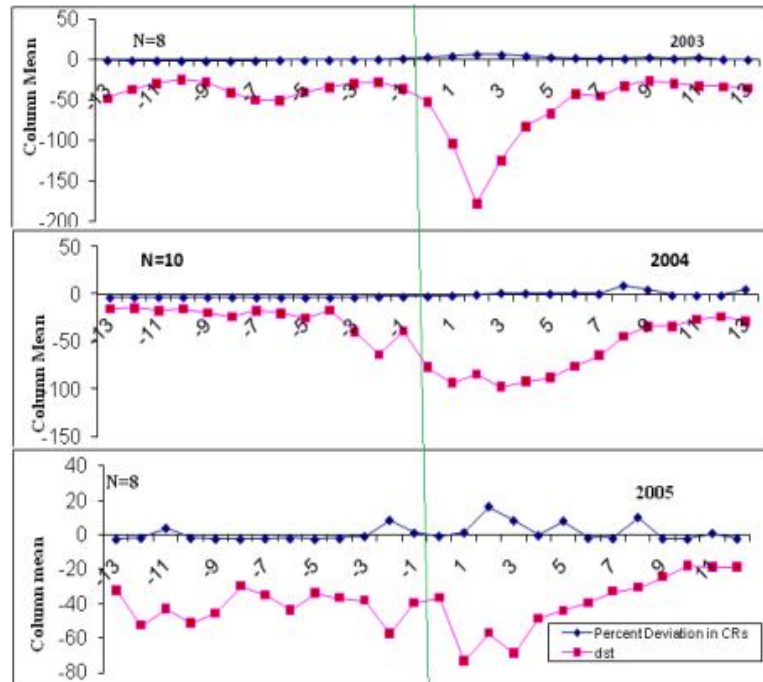 N=8
2003
Column Mean
50
0
-50
-100
-150
-200
-13 -11 -9 -7 -5 -3 -1 1 3 5 7 9 11 13
N=10
2004
Column Mean
50
0
-50
-100
-150
-13 -11 -9 -7 -5 -3 -1 1 3 5 7 9 11 13
N=8
2005
Column mean
40
20
0
-20
-40
-60
-80
-13 -11 -9 -7 -5 -3 -1 1 3 5 7 9 11
Percent Deviation in CRs
dst